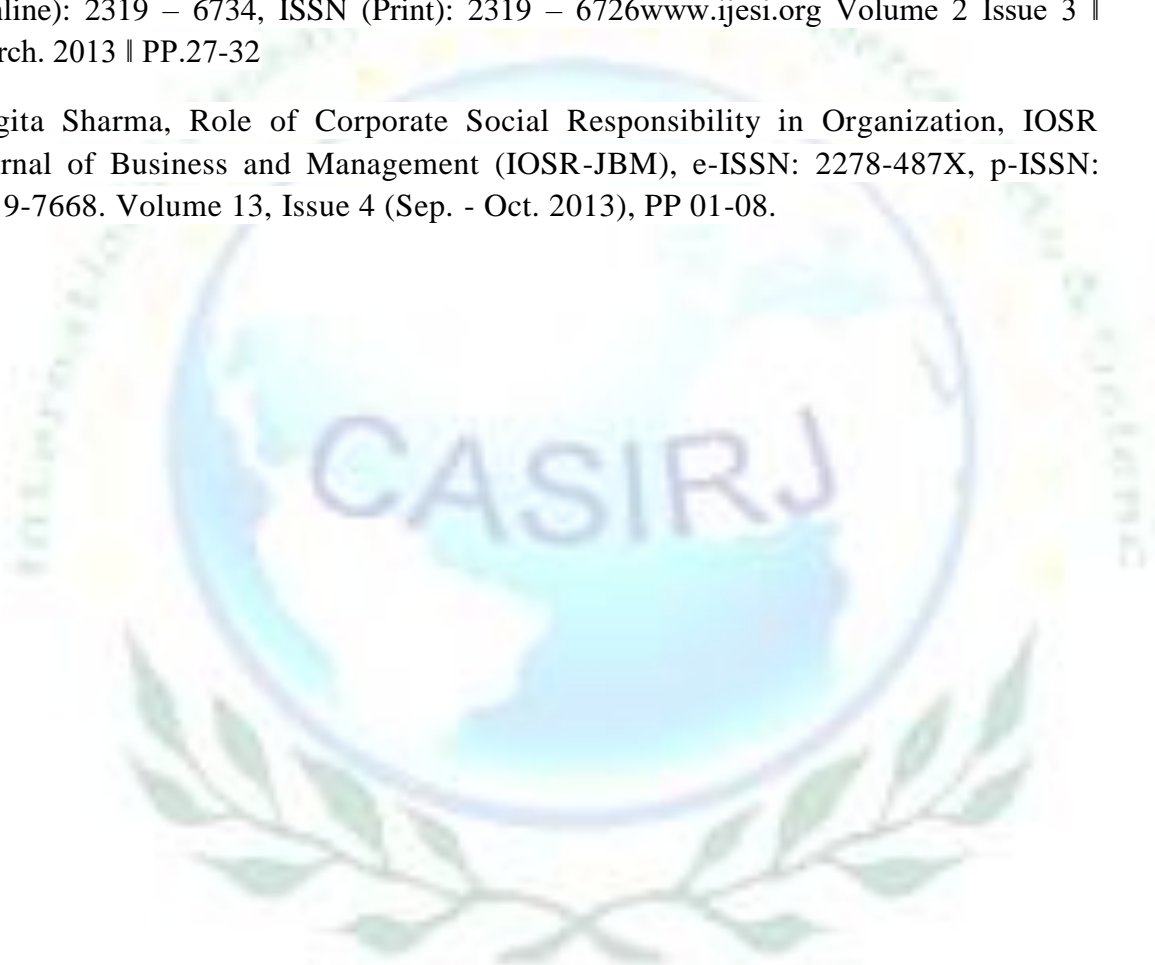 nline): 2319 – 6734, ISSN (Print): 2319 – 6726www.ijesi.org Volume 2 Issue 3 ǁ
rch. 2013 ǁ PP.27-32
gita Sharma, Role of Corporate Social Responsibility in Organization, IOSR
rnal of Business and Management (IOSR-JBM), e-ISSN: 2278-487X, p-ISSN:
9-7668. Volume 13, Issue 4 (Sep. - Oct. 2013), PP 01-08.
CASIRJ